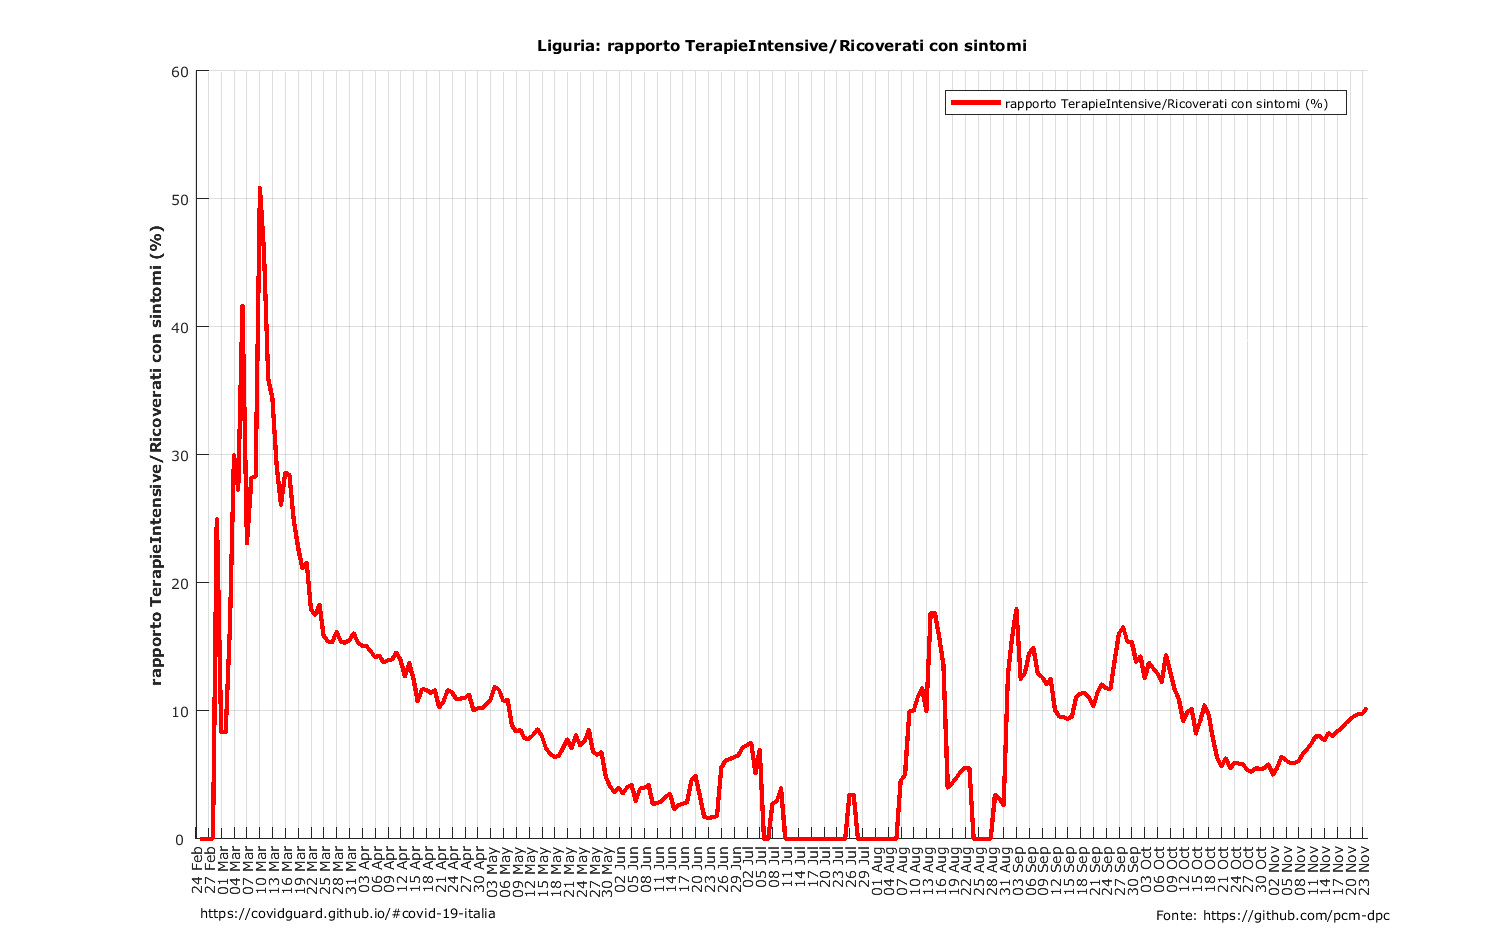 Liguria: rapporto TerapieIntensive/Ricoverati con sintomi
rapporto TerapieIntensive/Ricoverati con sintomi (%)
rapporto TerapieIntensive/Ricoverati con sintomi (%)
60
50
40
30
20
10
0
24 Feb
27 Feb
01 Mar
04 Mar
07 Mar
10 Mar
13 Mar
16 Mar
19 Mar
22 Mar
25 Mar
28 Mar
31 Mar
03 Apr
06 Apr
09 Apr
12 Apr
15 Apr
18 Apr
21 Apr
24 Apr
27 Apr
30 Apr
03 May
06 May
09 May
12 May
15 May
18 May
21 May
24 May
27 May
30 May
02 Jun
05 Jun
08 Jun
11 Jun
14 Jun
17 Jun
20 Jun
23 Jun
26 Jun
29 Jun
02 Jul
05 Jul
08 Jul
11 Jul
14 Jul
17 Jul
20 Jul
23 Jul
26 Jul
29 Jul
01 Aug
04 Aug
07 Aug
10 Aug
13 Aug
16 Aug
19 Aug
22 Aug
25 Aug
28 Aug
31 Aug
03 Sep
06 Sep
09 Sep
12 Sep
15 Sep
18 Sep
21 Sep
24 Sep
27 Sep
30 Sep
03 Oct
06 Oct
09 Oct
12 Oct
15 Oct
18 Oct
21 Oct
24 Oct
27 Oct
30 Oct
02 Nov
05 Nov
08 Nov
11 Nov
14 Nov
17 Nov
20 Nov
23 Nov
https://covidguard.github.io/#covid-19-italia
Fonte: https://github.com/pcm-dpc